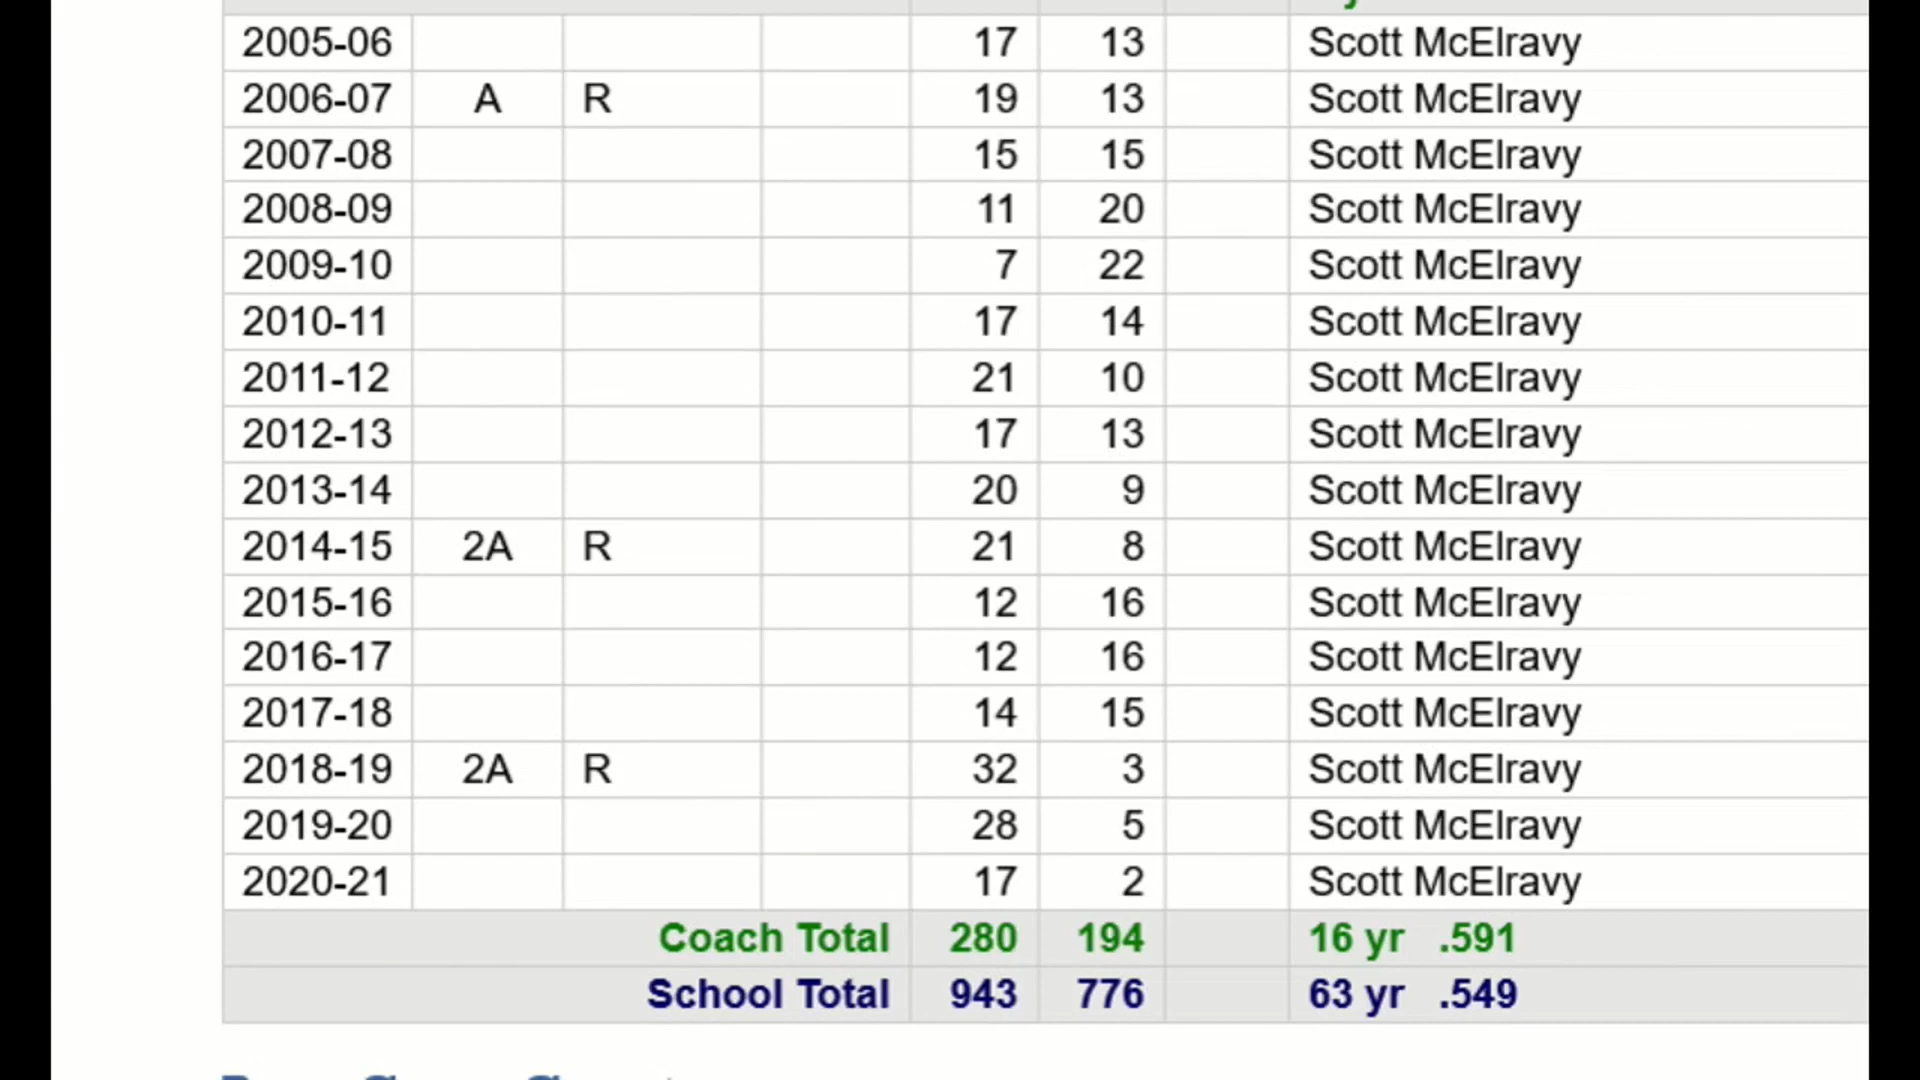 2005-06 17 13 Scott McElravy
2006-07 A R 19 13 Scott McElravy
2007-08 15 15 Scott McElravy
2008-09 11 20 Scott McElravy
2009-10 7 22 Scott McElravy
2010-11 17 14 Scott McElravy
2011-12 21 10 Scott McElravy
2012-13 17 13 Scott McElravy
2013-14 20 9 Scott McElravy
2014-15 2A R 21 8 Scott McElravy
2015-16 12 16 Scott McElravy
2016-17 12 16 Scott McElravy
2017-18 14 15 Scott McElravy
2018-19 2A R 32 3 Scott McElravy
2019-20 28 5 Scott McElravy
2020-21 17 2 Scott McElravy
Coach Total 280 194 16 yr .591
School Total 943 776 63 yr .549